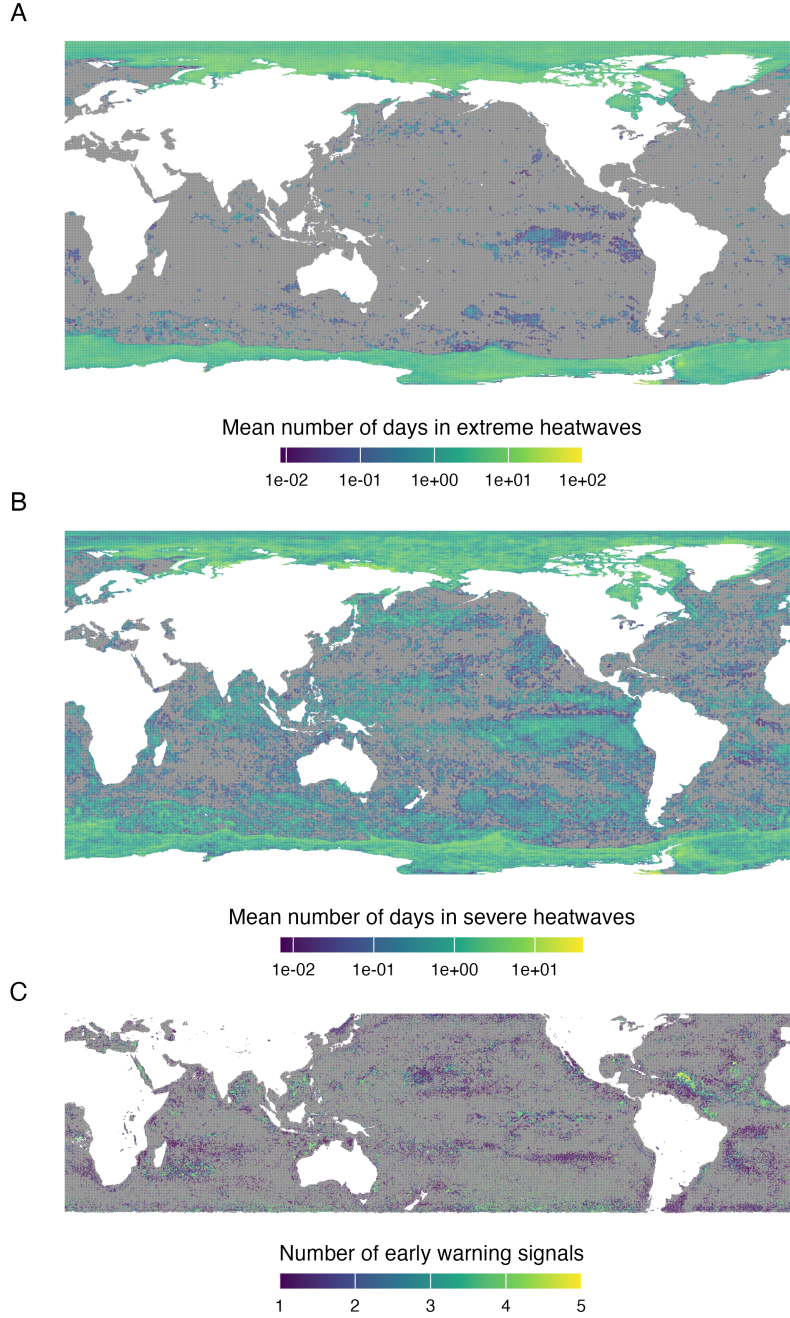 A
Mean number of days in extreme heatwaves
1e-02 1e-01 1e+00 1e+01 1e+02
B
Mean number of days in severe heatwaves
1e-02 1e-01 1e+00 1e+01
C
Number of early warning signals
1 2 3 4 5